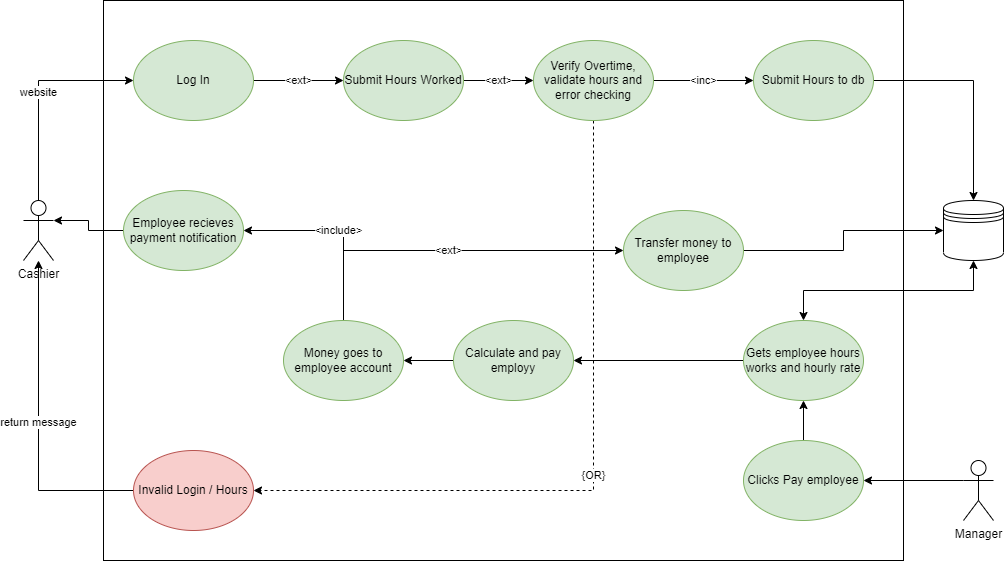 Log In
<ext>
Submit Hours Worked
<ext>
Verify Overtime,
validate hours and
error checking
<inc>
Submit Hours to db
website
Cashier
Employee recieves
payment notification
<include>
<ext>
Transfer money to
employee
Money goes to
employee account
Calculate and pay
employy
Gets employee hours
works and hourly rate
return message
Invalid Login / Hours
{OR}
Clicks Pay employee
Manager